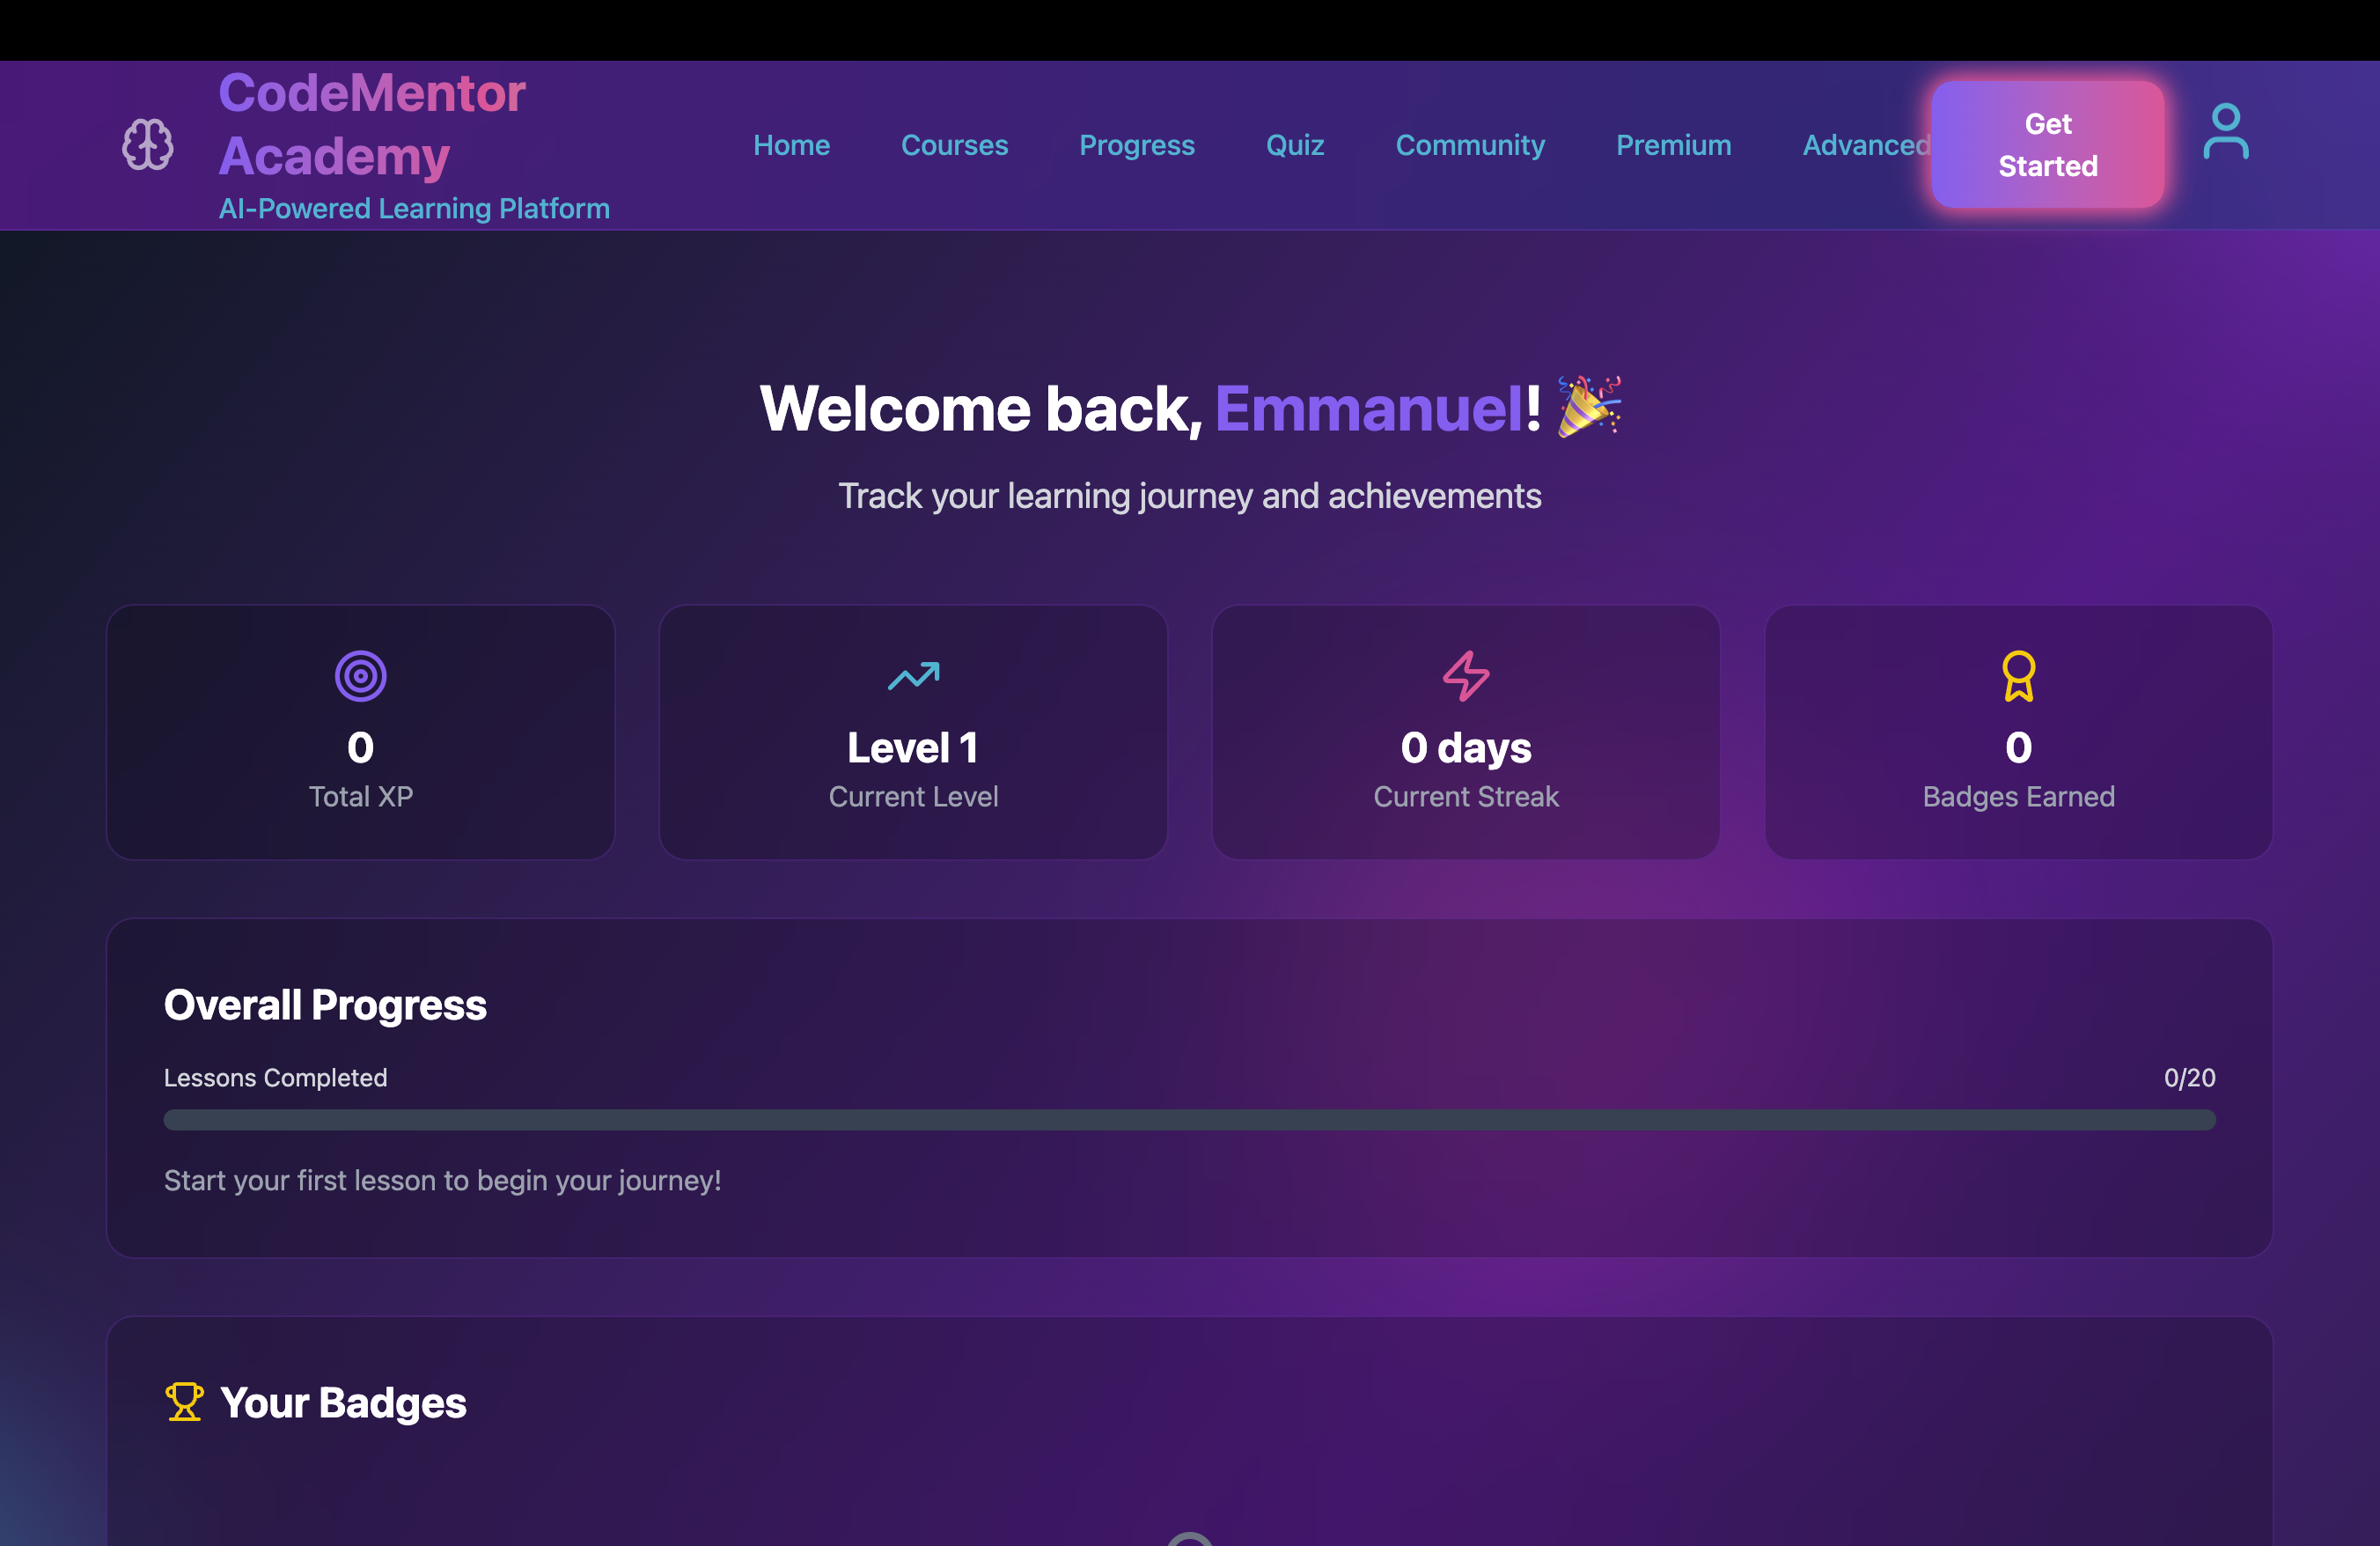 CodeMentor
Academy
AI-Powered Learning Platform
Home
Courses
Progress
Quiz
Community
Premium
Advanced
Get
Started
Welcome back, Emmanuel! 🎉
Track your learning journey and achievements
0
Total XP
Level 1
Current Level
0 days
Current Streak
0
Badges Earned
Overall Progress
Lessons Completed
0/20
Start your first lesson to begin your journey!
Your Badges